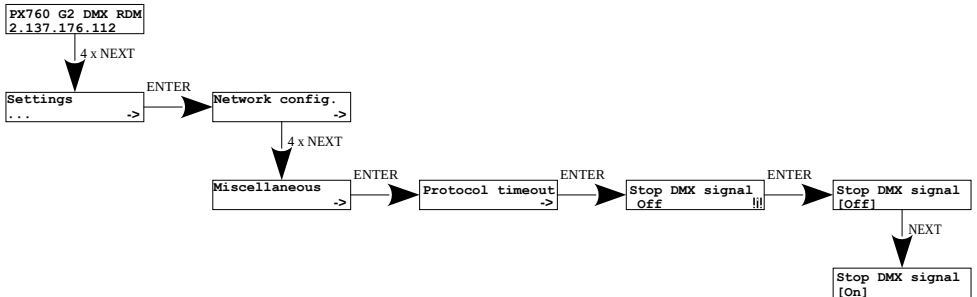 PX760 G2 DMX RDM
2.137.176.112
4 x NEXT
Settings
... ->
ENTER
Network config.
->
4 x NEXT
Miscellaneous
->
ENTER
Protocol timeout
->
ENTER
Stop DMX signal
Off !¡!
ENTER
Stop DMX signal
[Off]
NEXT
Stop DMX signal
[On]